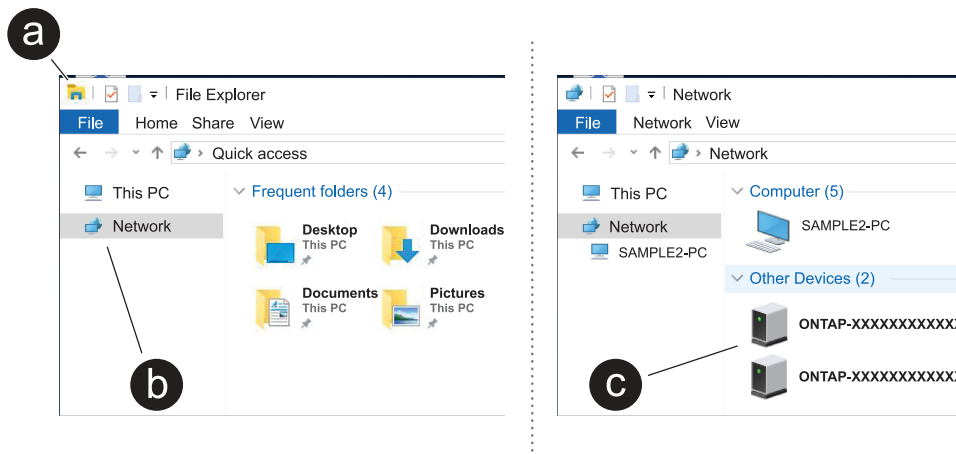 a
File Explorer
File Home Share View
Quick access
This PC
Network
Frequent folders (4)
Desktop
This PC
Downloads
This PC
Documents
This PC
Pictures
This PC
b
Network
File Network View
Network
This PC
Network
SAMPLE2-PC
Computer (5)
SAMPLE2-PC
Other Devices (2)
ONTAP-XXXXXXXXXXXX
ONTAP-XXXXXXXXXXXX
c